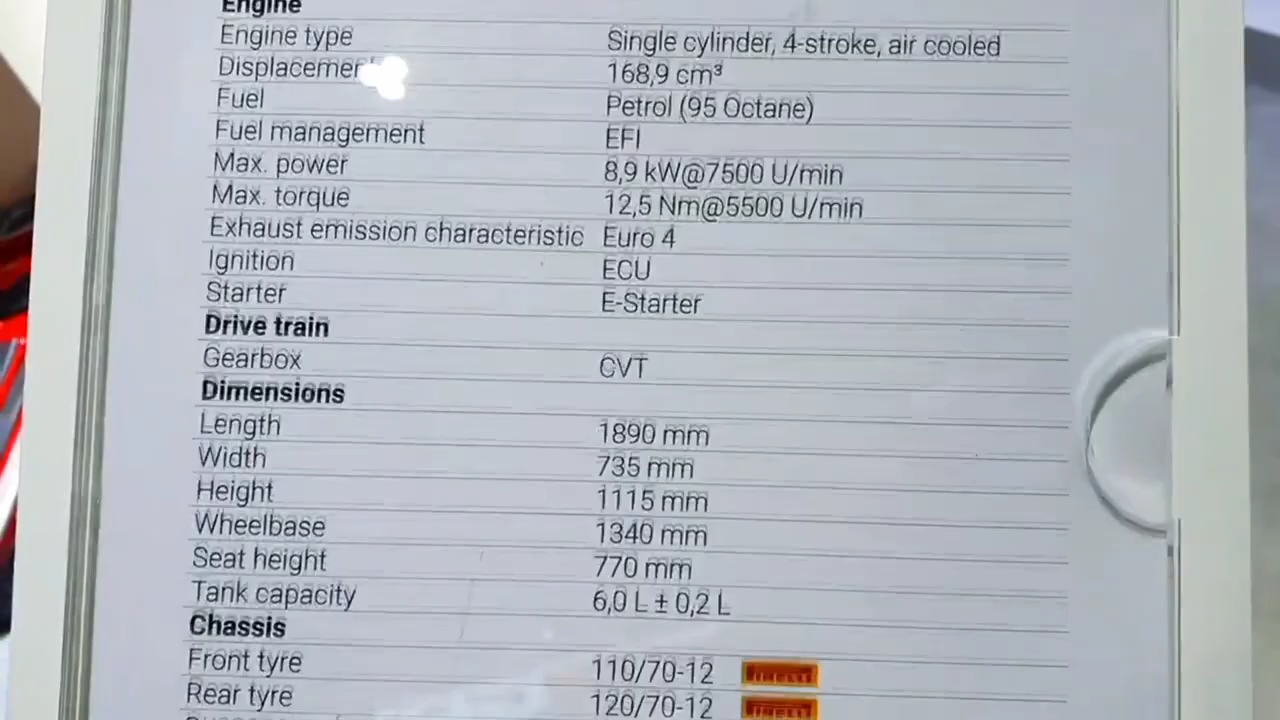 Engine
Engine type Single cylinder, 4-stroke, air cooled
Displacement 168,9 cm³
Fuel Petrol (95 Octane)
Fuel management EFI
Max. power 8,9 kW@7500 U/min
Max. torque 12,5 Nm@5500 U/min
Exhaust emission characteristic Euro 4
Ignition ECU
Starter E-Starter
Drive train
Gearbox CVT
Dimensions
Length 1890 mm
Width 735 mm
Height 1115 mm
Wheelbase 1340 mm
Seat height 770 mm
Tank capacity 6,0 L ± 0,2 L
Chassis
Front tyre 110/70-12 PIRELLI
Rear tyre 120/70-12 PIRELLI